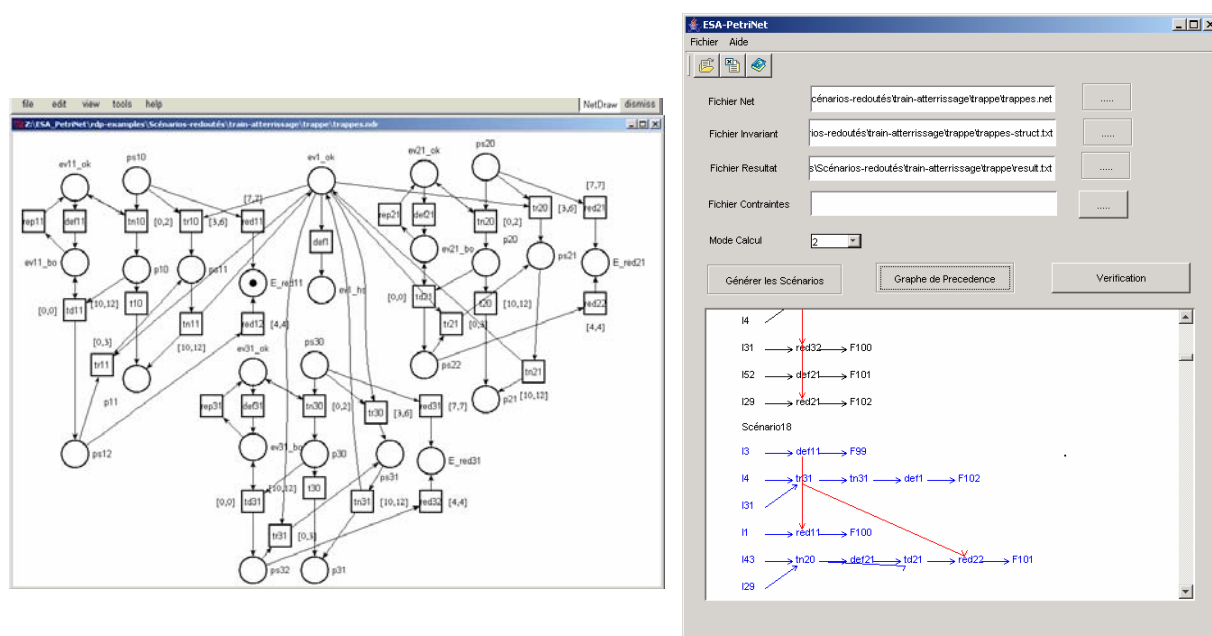 file edit view tools help NetDraw dismiss
Z:\ESA_PetriNet\rdp-examples\Scénarios-redoutés\train-atterrissage\trappe\trappes.ndr
ev11_ok ps10 ev1_ok ev21_ok ps20
[7,7] [7,7]
rep11 def11 tn10 [0,2] tr10 [3,6] red11 rep21 def21 tn20 [0,2] tr20 [3,6] red21
def1
ev11_bo p10 ps11 E_red11 ev1_hs ev21_bo p20 ps21 E_red21
[0,0] td11 [10,12] t10 tn11 red12 [4,4] [0,0] td21 t20 [10,12] red22
[0,3] [10,12] tr21 [0,3] [4,4]
tr11 ev31_ok ps30 ps22 tn21
p11 rep31 def31 tn30 [0,2] tr30 [3,6] red31 [7,7] p21 [10,12]
ps12 ev31_bo p30 ps31 E_red31
[0,0] td31 [10,12] t30 tn31 [10,12] red32 [4,4]
tr31 [0,3]
ps32 p31
ESA-PetriNet
Fichier Aide
Fichier Net cénarios-redoutés\train-atterrissage\trappe\trappes.net .....
Fichier Invariant ios-redoutés\train-atterrissage\trappe\trappes-struct.txt .....
Fichier Resultat s\Scénarios-redoutés\train-atterrissage\trappe\result.txt .....
Fichier Contraintes .....
Mode Calcul 2
Générer les Scénarios Graphe de Precedence Verification
I4
I31 red32 F100
I52 def21 F101
I29 red21 F102
Scénario18
I3 def11 F99
I4 tr31 tn31 def1 F102
I31
I1 red11 F100
I43 tn20 def21 td21 red22 F101
I29